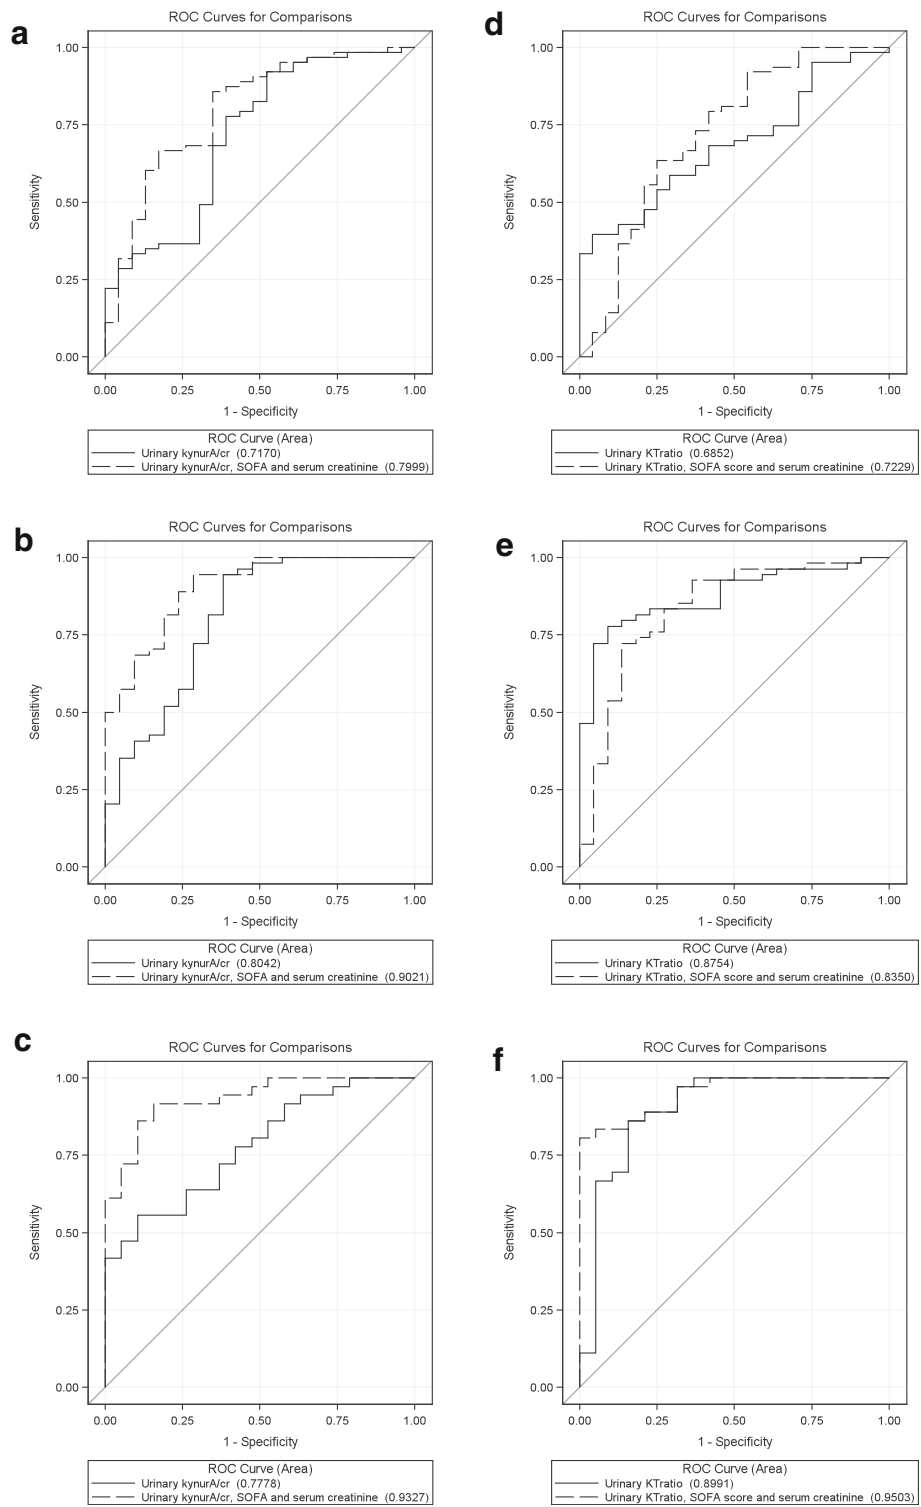 a
ROC Curves for Comparisons
1.00
0.75
0.50
0.25
0.00
Sensitivity
0.00 0.25 0.50 0.75 1.00
1 - Specificity
ROC Curve (Area)
Urinary kynurA/cr (0.7170)
Urinary kynurA/cr, SOFA and serum creatinine (0.7999)
d
ROC Curves for Comparisons
1.00
0.75
0.50
0.25
0.00
Sensitivity
0.00 0.25 0.50 0.75 1.00
1 - Specificity
ROC Curve (Area)
Urinary KTratio (0.6852)
Urinary KTratio, SOFA score and serum creatinine (0.7229)
b
ROC Curves for Comparisons
1.00
0.75
0.50
0.25
0.00
Sensitivity
0.00 0.25 0.50 0.75 1.00
1 - Specificity
ROC Curve (Area)
Urinary kynurA/cr (0.8042)
Urinary kynurA/cr, SOFA and serum creatinine (0.9021)
e
ROC Curves for Comparisons
1.00
0.75
0.50
0.25
0.00
Sensitivity
0.00 0.25 0.50 0.75 1.00
1 - Specificity
ROC Curve (Area)
Urinary KTratio (0.8754)
Urinary KTratio, SOFA score and serum creatinine (0.8350)
c
ROC Curves for Comparisons
1.00
0.75
0.50
0.25
0.00
Sensitivity
0.00 0.25 0.50 0.75 1.00
1 - Specificity
ROC Curve (Area)
Urinary kynurA/cr (0.7778)
Urinary kynurA/cr, SOFA and serum creatinine (0.9327)
f
ROC Curves for Comparisons
1.00
0.75
0.50
0.25
0.00
Sensitivity
0.00 0.25 0.50 0.75 1.00
1 - Specificity
ROC Curve (Area)
Urinary KTratio (0.8991)
Urinary KTratio, SOFA score and serum creatinine (0.9503)